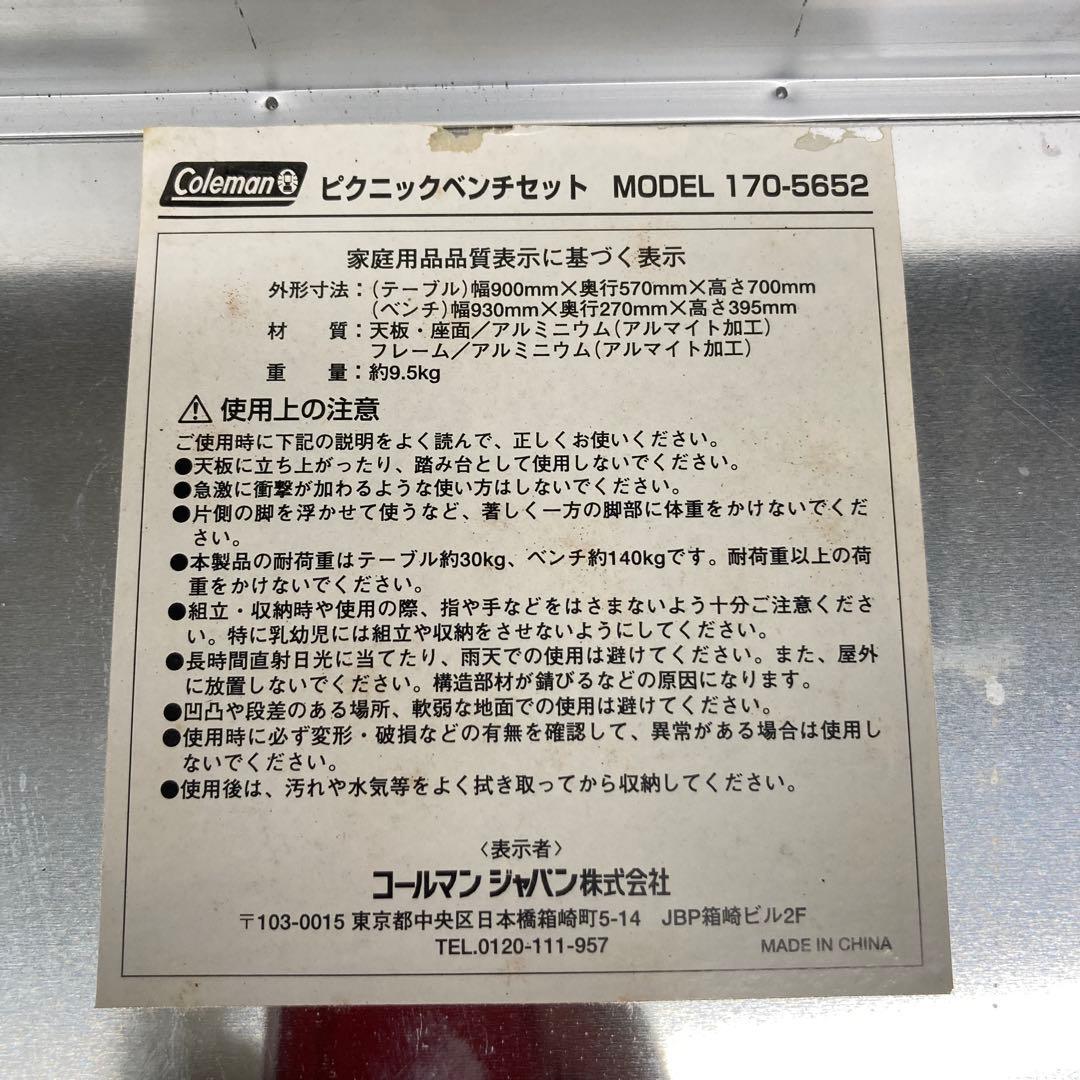 Coleman ピクニックベンチセット MODEL 170-5652
家庭用品品質表示に基づく表示
外形寸法：(テーブル)幅900mm×奥行570mm×高さ700mm
(ベンチ)幅930mm×奥行270mm×高さ395mm
材　質：天板・座面／アルミニウム(アルマイト加工)
フレーム／アルミニウム(アルマイト加工)
重　量：約9.5kg
⚠ 使用上の注意
ご使用時に下記の説明をよく読んで、正しくお使いください。
●天板に立ち上がったり、踏み台として使用しないでください。
●急激に衝撃が加わるような使い方はしないでください。
●片側の脚を浮かせて使うなど、著しく一方の脚部に体重をかけないでくだ
さい。
●本製品の耐荷重はテーブル約30kg、ベンチ約140kgです。耐荷重以上の荷
重をかけないでください。
●組立・収納時や使用の際、指や手などをはさまないよう十分ご注意くださ
い。特に乳幼児には組立や収納をさせないようにしてください。
●長時間直射日光に当てたり、雨天での使用は避けてください。また、屋外
に放置しないでください。構造部材が錆びるなどの原因になります。
●凹凸や段差のある場所、軟弱な地面での使用は避けてください。
●使用時に必ず変形・破損などの有無を確認して、異常がある場合は使用し
ないでください。
●使用後は、汚れや水気等をよく拭き取ってから収納してください。
〈表示者〉
コールマン ジャパン株式会社
〒103-0015 東京都中央区日本橋箱崎町5-14 JBP箱崎ビル2F
TEL.0120-111-957
MADE IN CHINA